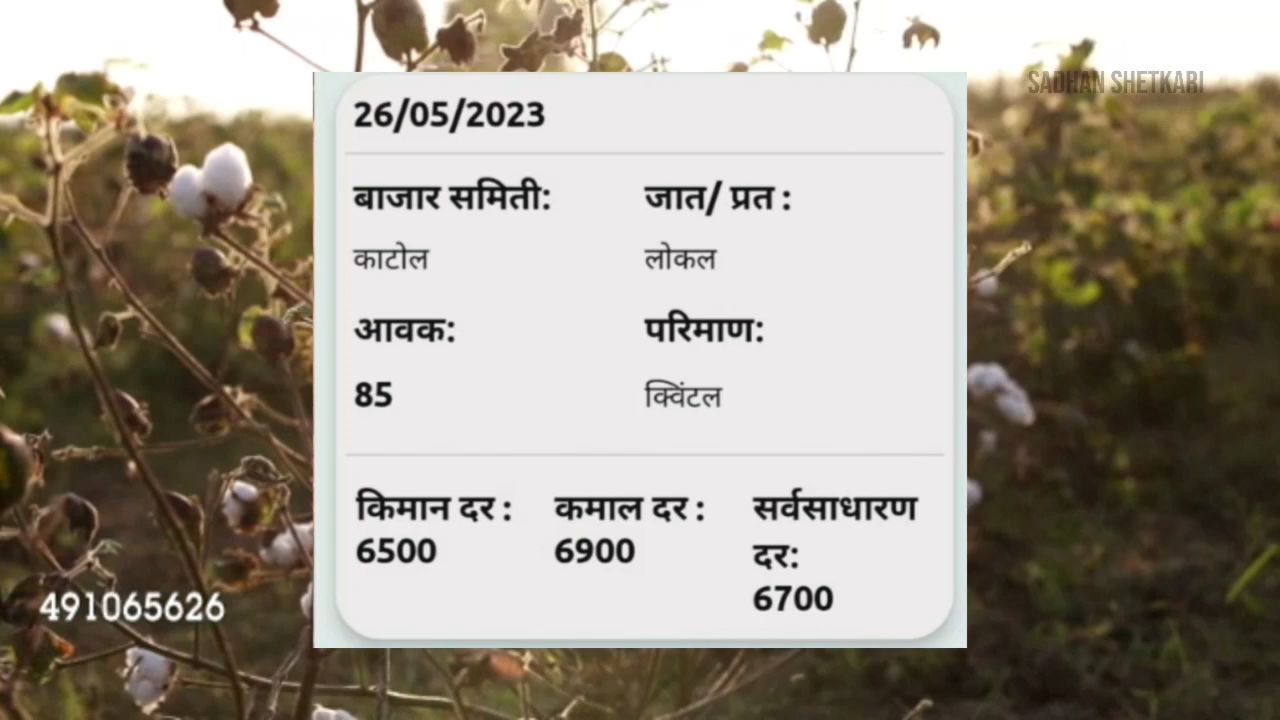 SADHAN SHETKARI
26/05/2023
बाजार समिती: जात/ प्रत :
काटोल लोकल
आवक: परिमाण:
85 क्विंटल
किमान दर : कमाल दर : सर्वसाधारण
दर:
6500 6900
6700
491065626